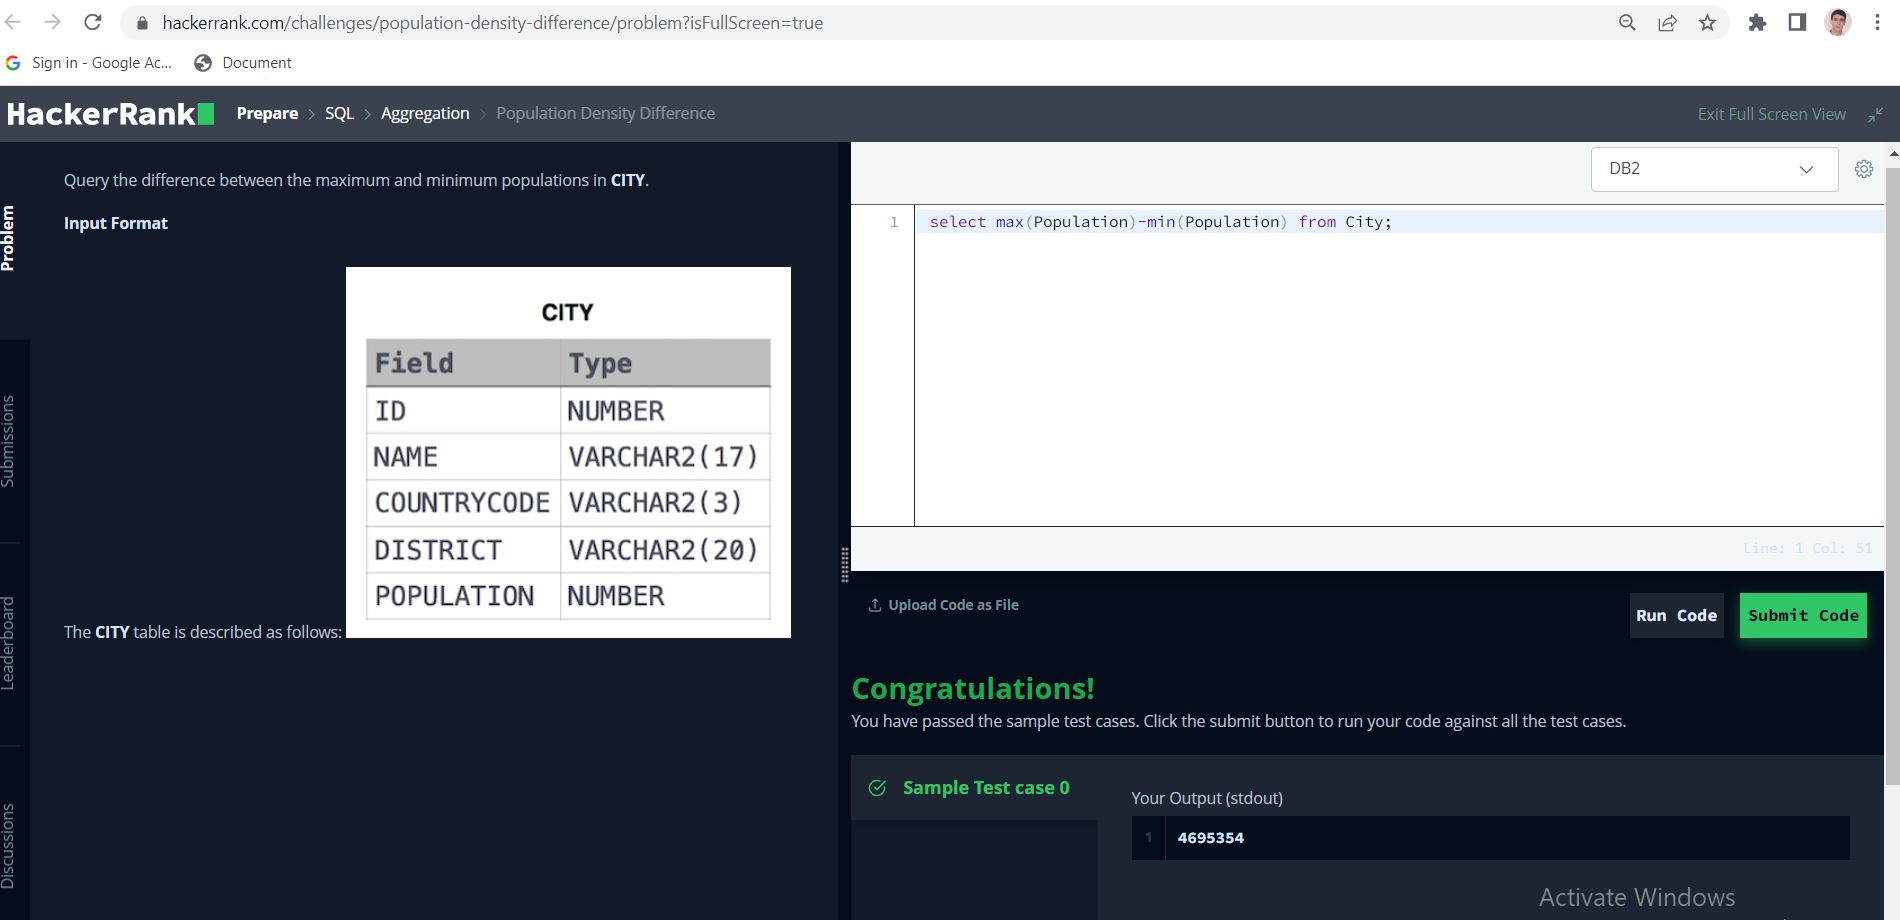 hackerrank.com/challenges/population-density-difference/problem?isFullScreen=true
Sign in - Google Ac... Document
HackerRank Prepare > SQL > Aggregation > Population Density Difference Exit Full Screen View
Problem
Submissions
Leaderboard
Discussions
Query the difference between the maximum and minimum populations in CITY.
Input Format
CITY
Field Type
ID NUMBER
NAME VARCHAR2(17)
COUNTRYCODE VARCHAR2(3)
DISTRICT VARCHAR2(20)
POPULATION NUMBER
The CITY table is described as follows:
DB2
1 select max(Population)-min(Population) from City;
Line: 1 Col: 51
Upload Code as File
Run Code Submit Code
Congratulations!
You have passed the sample test cases. Click the submit button to run your code against all the test cases.
Sample Test case 0
Your Output (stdout)
1 4695354
Activate Windows